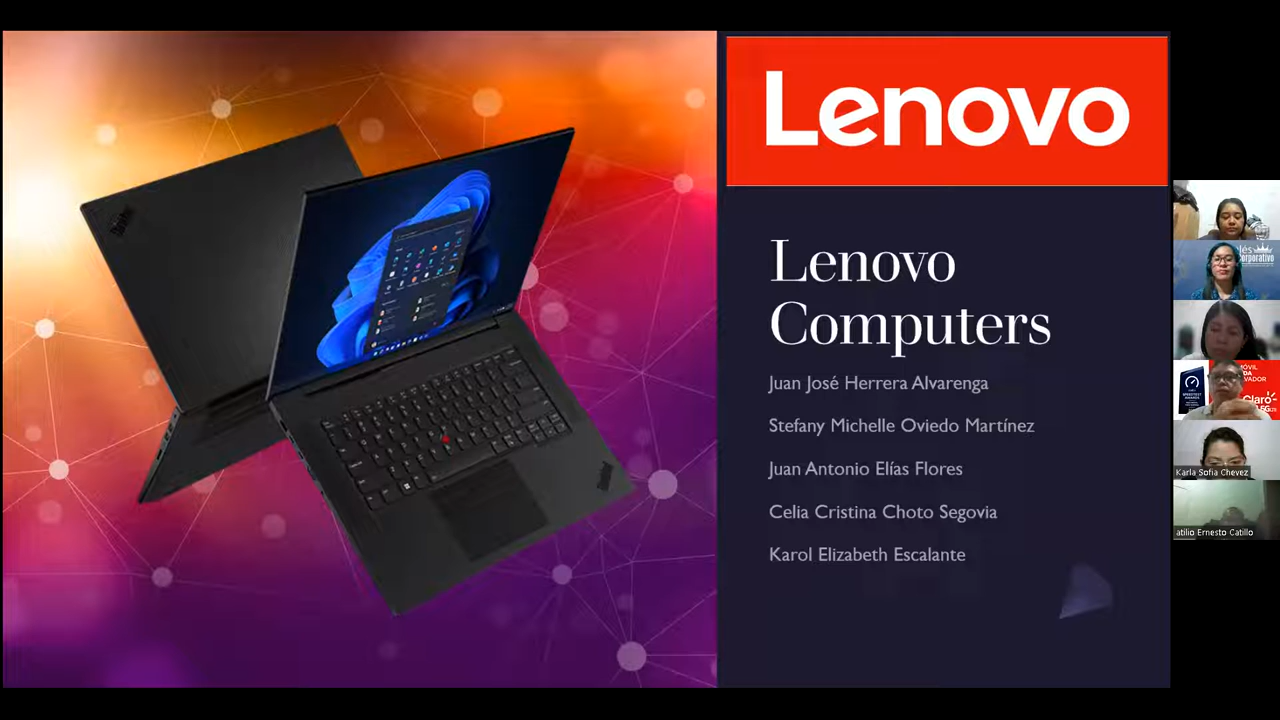 Lenovo
Lenovo
Computers
Juan José Herrera Alvarenga
Stefany Michelle Oviedo Martínez
Juan Antonio Elías Flores
Celia Cristina Choto Segovia
Karol Elizabeth Escalante
Karla Sofia Chevez
atilio Ernesto Catillo
Claro